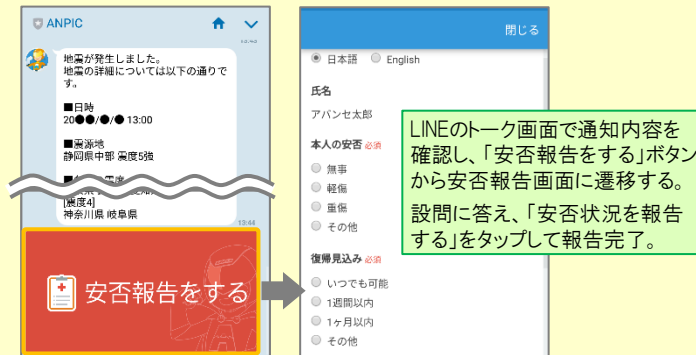 ANPIC
地震が発生しました。
地震の詳細については以下の通りで
す。
■日時
20●●/●/● 13:00
■震源地
静岡県中部 震度5強
[震度4]
神奈川県 岐阜県
13:44
安否報告をする
閉じる
日本語 English
氏名
アバンセ太郎
本人の安否 必須
無事
軽傷
重傷
その他
復帰見込み 必須
いつでも可能
1週間以内
1ヶ月以内
その他
LINEのトーク画面で通知内容を
確認し、「安否報告をする」ボタン
から安否報告画面に遷移する。
設問に答え、「安否状況を報告
する」をタップして報告完了。